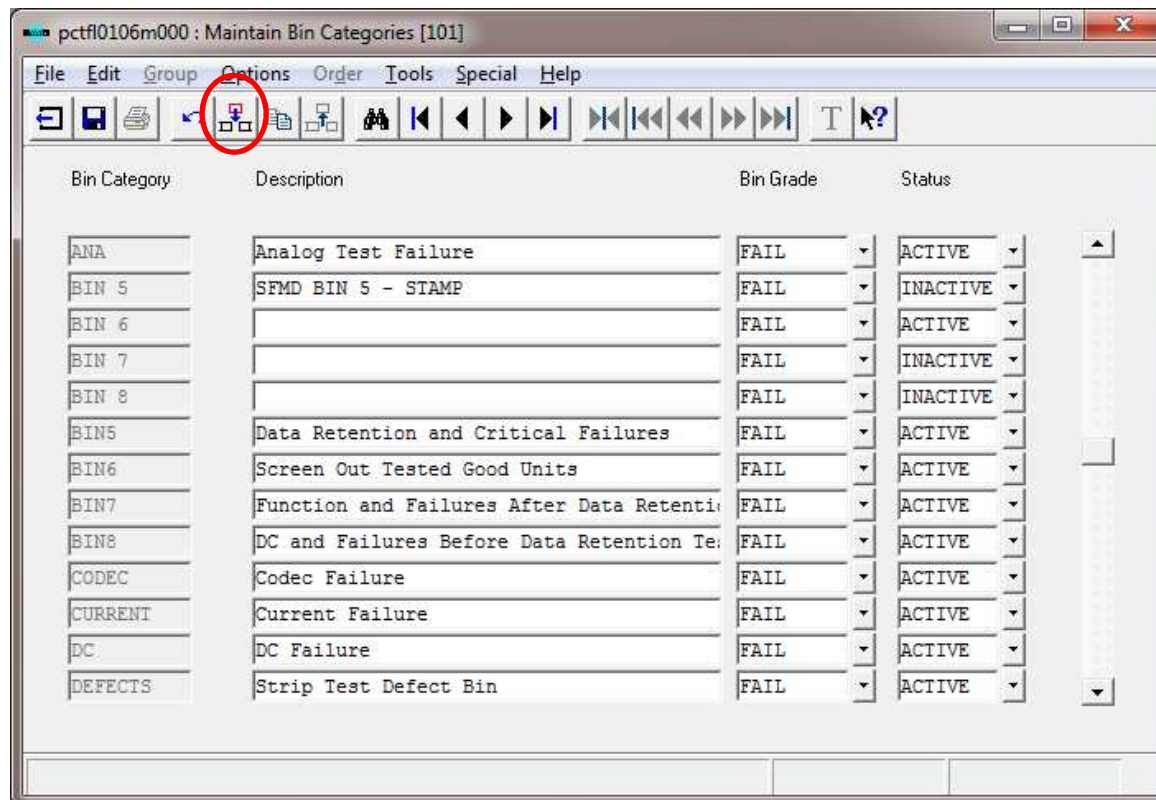 pctfl0106m000 : Maintain Bin Categories [101]
File Edit Group Options Order Tools Special Help
T ?
Bin Category Description Bin Grade Status
ANA Analog Test Failure FAIL ACTIVE
BIN 5 SFMD BIN 5 - STAMP FAIL INACTIVE
BIN 6 FAIL ACTIVE
BIN 7 FAIL INACTIVE
BIN 8 FAIL INACTIVE
BIN5 Data Retention and Critical Failures FAIL ACTIVE
BIN6 Screen Out Tested Good Units FAIL ACTIVE
BIN7 Function and Failures After Data Retenti FAIL ACTIVE
BIN8 DC and Failures Before Data Retention Te FAIL ACTIVE
CODEC Codec Failure FAIL ACTIVE
CURRENT Current Failure FAIL ACTIVE
DC DC Failure FAIL ACTIVE
DEFECTS Strip Test Defect Bin FAIL ACTIVE